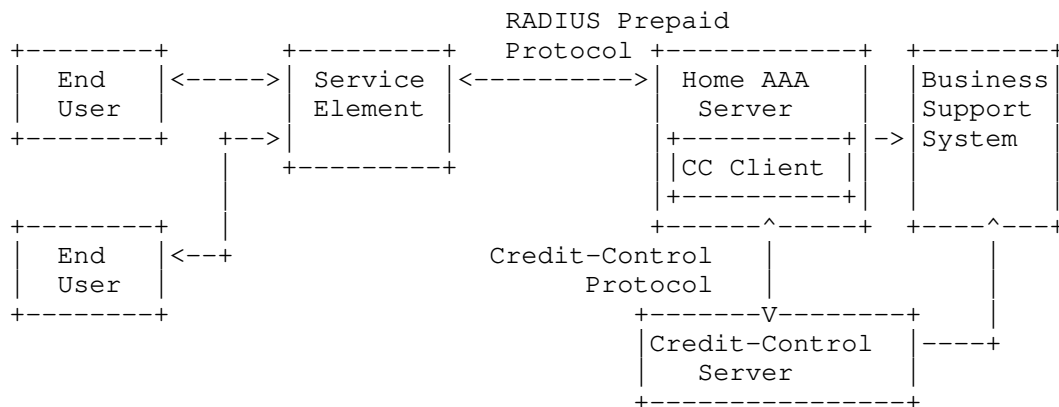 RADIUS Prepaid
Protocol
End Service Home AAA Business
User Element Server Support
CC Client System
End Credit-Control
User Protocol
Credit-Control
Server